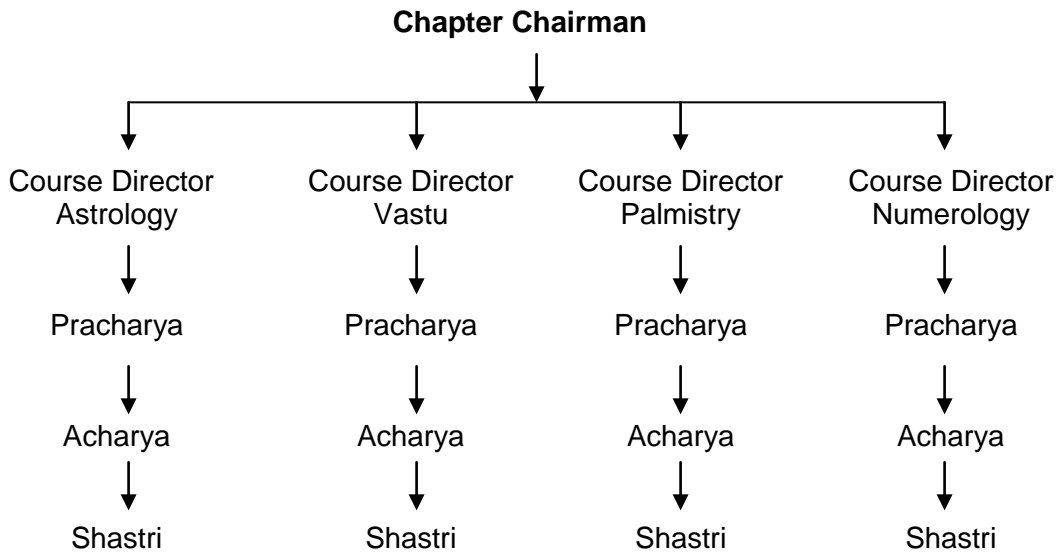 Chapter Chairman
Course Director Course Director Course Director Course Director
Astrology Vastu Palmistry Numerology
Pracharya Pracharya Pracharya Pracharya
Acharya Acharya Acharya Acharya
Shastri Shastri Shastri Shastri